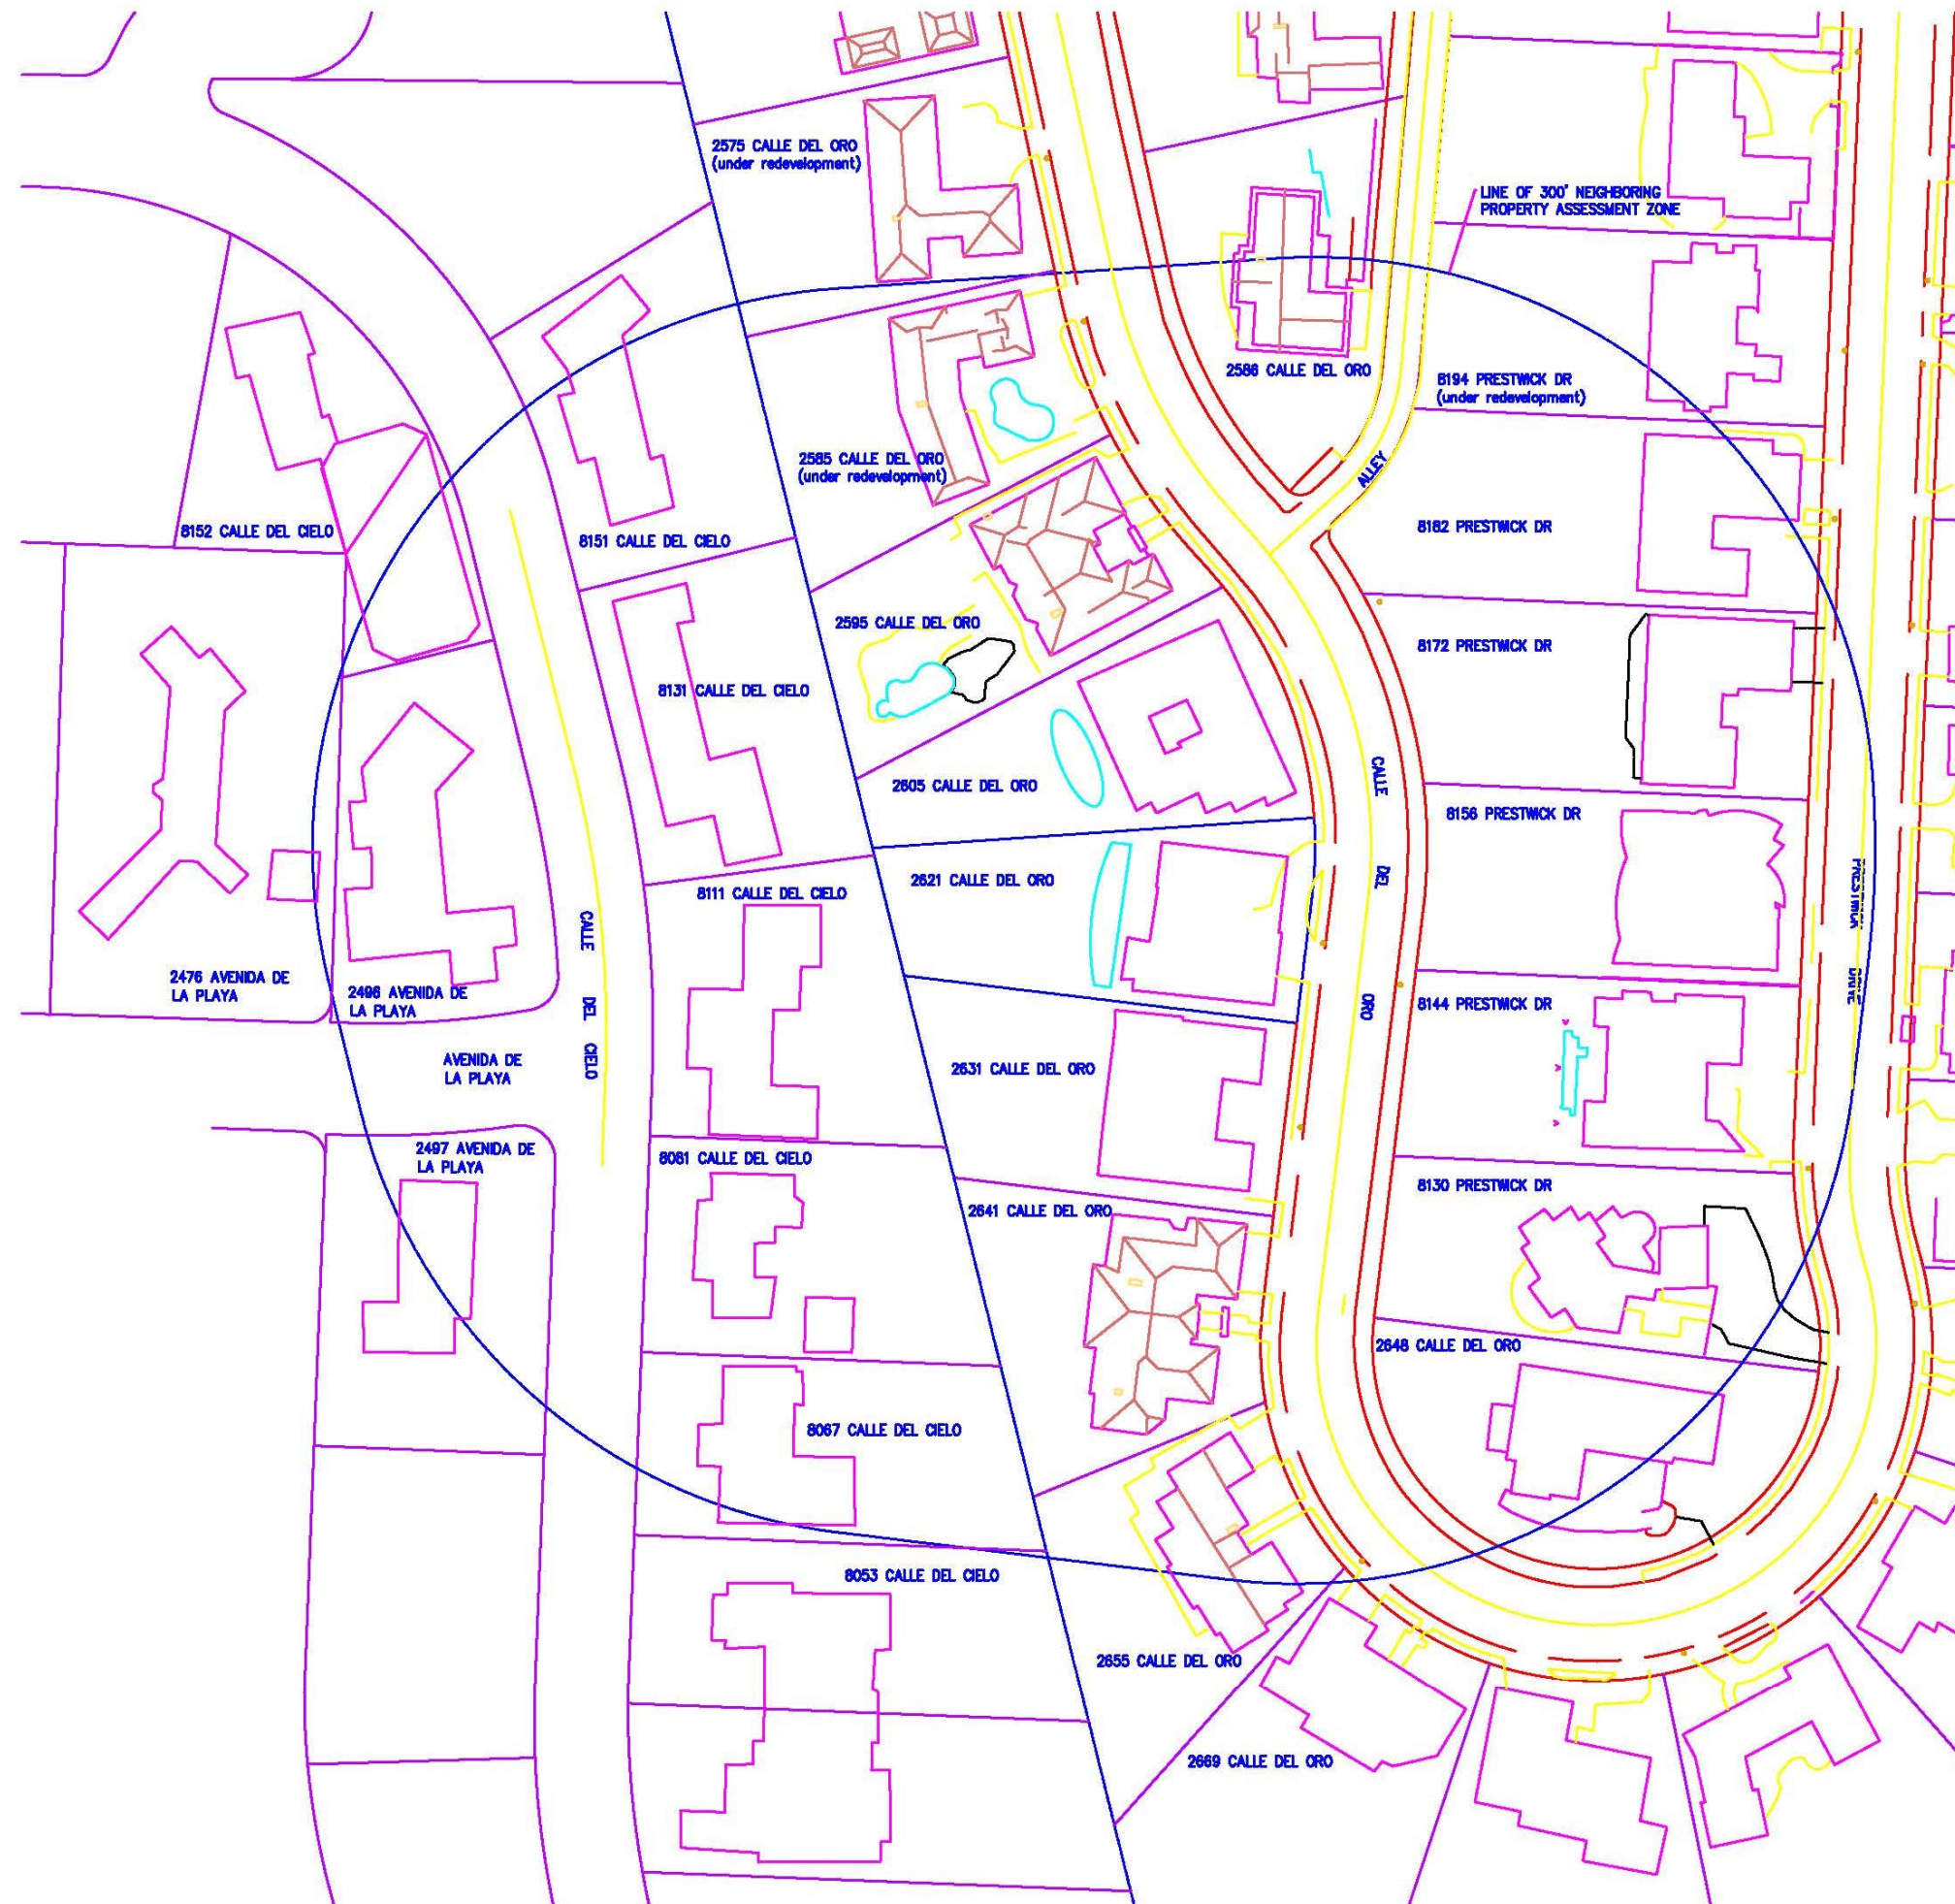 2575 CALLE DEL ORO
(under redevelopment)
LINE OF 300' NEIGHBORING
PROPERTY ASSESSMENT ZONE
2586 CALLE DEL ORO
8194 PRESTWICK DR
(under redevelopment)
2585 CALLE DEL ORO
(under redevelopment)
ALLEY
8152 CALLE DEL CIELO
8151 CALLE DEL CIELO
8182 PRESTWICK DR
2595 CALLE DEL ORO
8172 PRESTWICK DR
8131 CALLE DEL CIELO
2605 CALLE DEL ORO
CALLE DEL ORO
8156 PRESTWICK DR
2621 CALLE DEL ORO
8111 CALLE DEL CIELO
PRESTWICK DRIVE
CALLE DEL CIELO
2476 AVENIDA DE
LA PLAYA
2496 AVENIDA DE
LA PLAYA
8144 PRESTWICK DR
AVENIDA DE
LA PLAYA
2631 CALLE DEL ORO
2497 AVENIDA DE
LA PLAYA
8081 CALLE DEL CIELO
8130 PRESTWICK DR
2641 CALLE DEL ORO
2648 CALLE DEL ORO
8067 CALLE DEL CIELO
8053 CALLE DEL CIELO
2655 CALLE DEL ORO
2669 CALLE DEL ORO